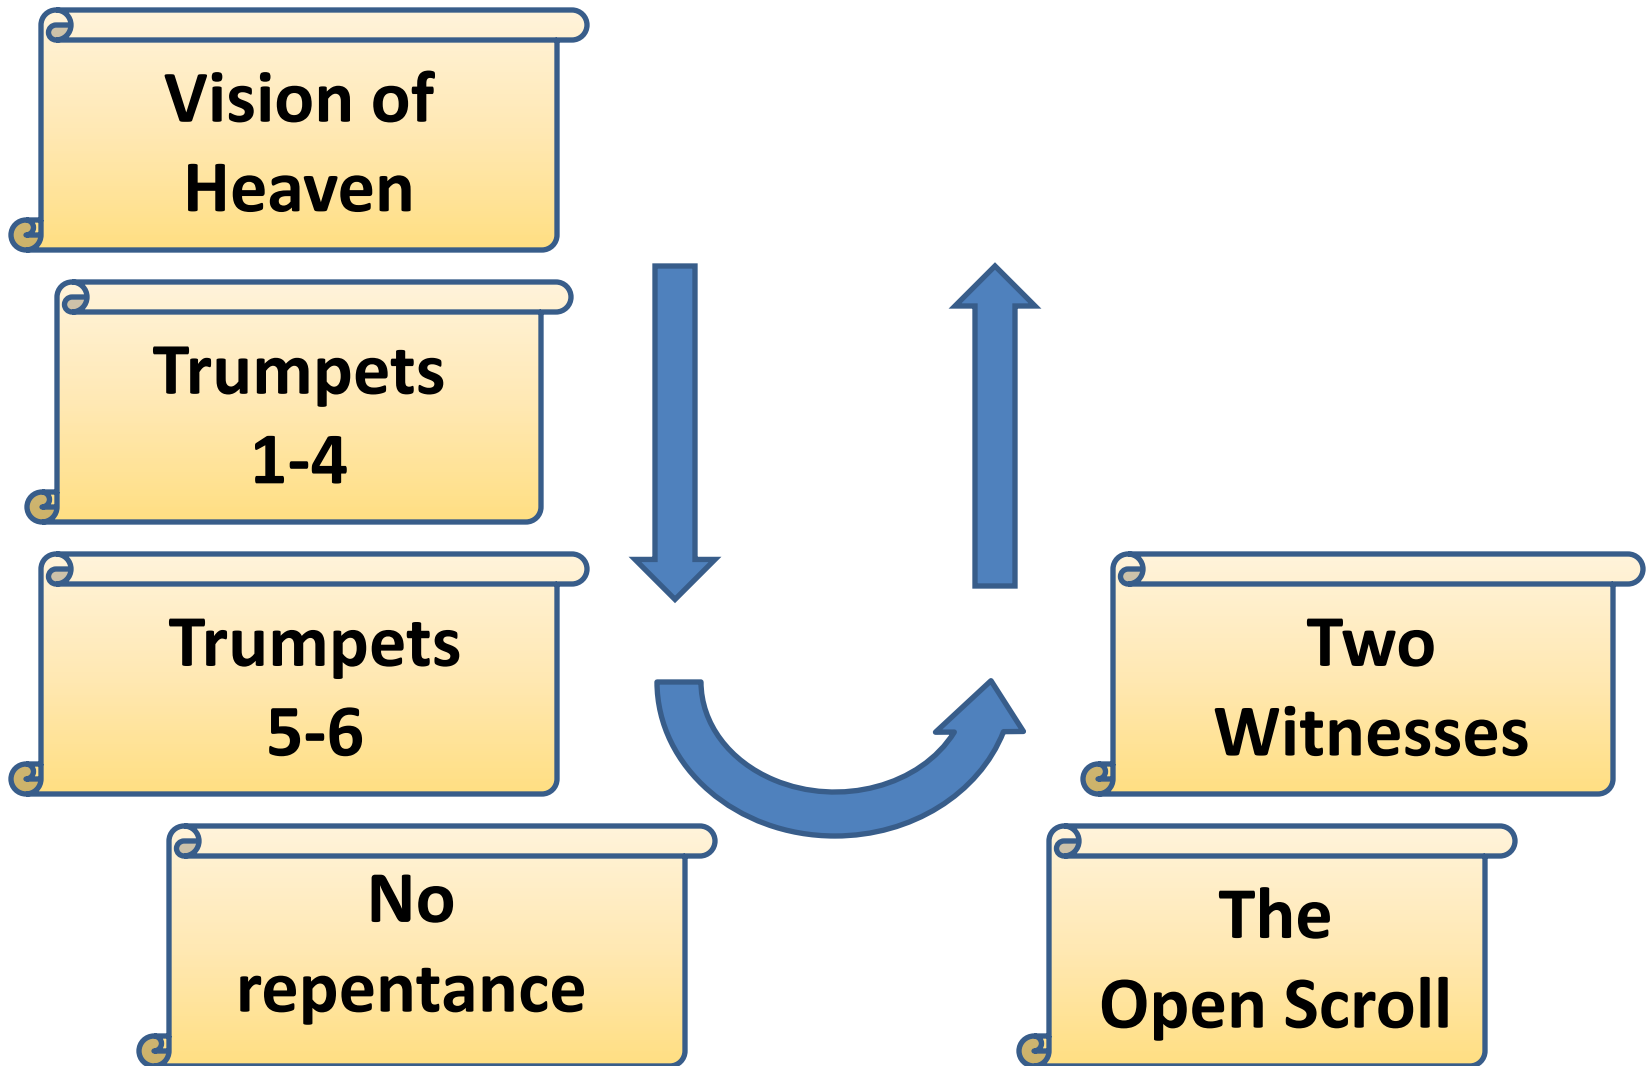 Vision of
Heaven
Trumpets
1-4
Trumpets
5-6
No
repentance
The
Open Scroll
Two
Witnesses